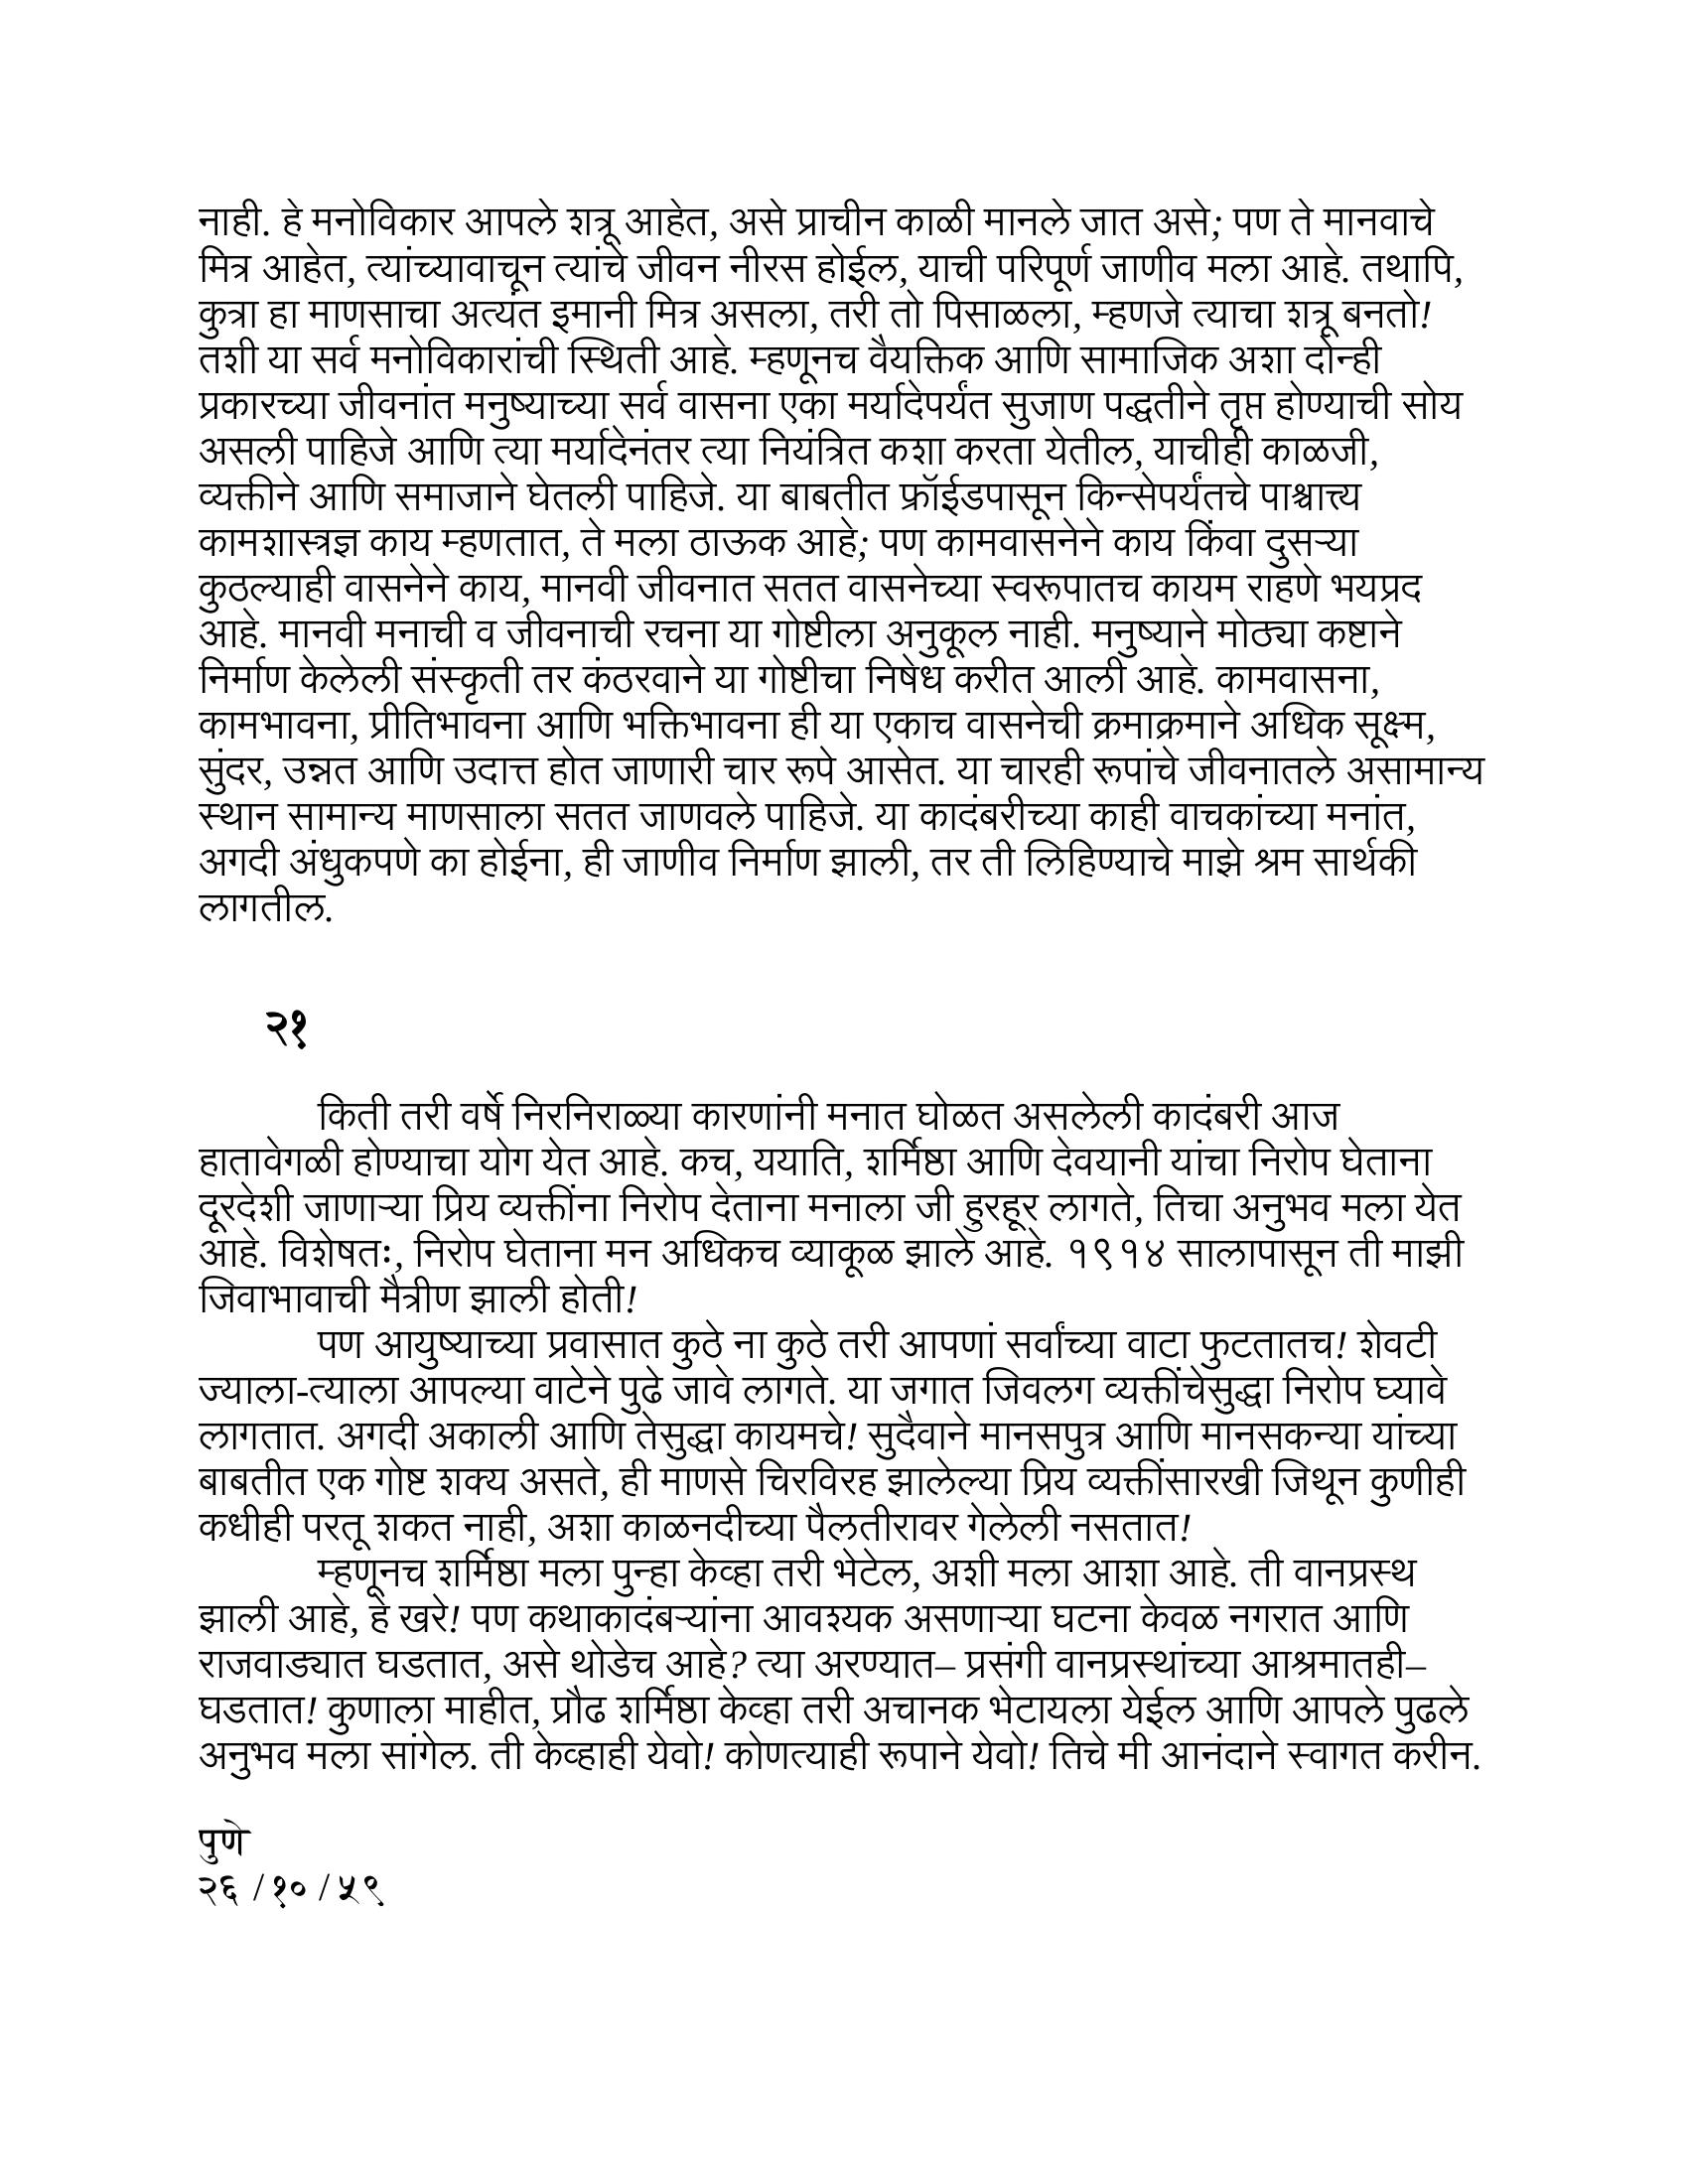 नाही. हे मनोविकार आपले शत्रू आहेत, असे प्राचीन काळी मानले जात असे; पण ते मानवाचे
मित्र आहेत, त्यांच्यावाचून त्यांचे जीवन नीरस होईल, याची परिपूर्ण जाणीव मला आहे. तथापि,
कुत्रा हा माणसाचा अत्यंत इमानी मित्र असला, तरी तो पिसाळला, म्हणजे त्याचा शत्रू बनतो!
तशी या सर्व मनोविकारांची स्थिती आहे. म्हणूनच वैयक्तिक आणि सामाजिक अशा दोन्ही
प्रकारच्या जीवनांत मनुष्याच्या सर्व वासना एका मर्यादेपर्यंत सुजाण पद्धतीने तृप्त होण्याची सोय
असली पाहिजे आणि त्या मर्यादेनंतर त्या नियंत्रित कशा करता येतील, याचीही काळजी,
व्यक्तीने आणि समाजाने घेतली पाहिजे. या बाबतीत फ्रॉईडपासून किन्सेपर्यंतचे पाश्चात्त्य
कामशास्त्रज्ञ काय म्हणतात, ते मला ठाऊक आहे; पण कामवासनेने काय किंवा दुसऱ्या
कुठल्याही वासनेने काय, मानवी जीवनात सतत वासनेच्या स्वरूपातच कायम राहणे भयप्रद
आहे. मानवी मनाची व जीवनाची रचना या गोष्टीला अनुकूल नाही. मनुष्याने मोठ्या कष्टाने
निर्माण केलेली संस्कृती तर कंठरवाने या गोष्टीचा निषेध करीत आली आहे. कामवासना,
कामभावना, प्रीतिभावना आणि भक्तिभावना ही या एकाच वासनेची क्रमाक्रमाने अधिक सूक्ष्म,
सुंदर, उन्नत आणि उदात्त होत जाणारी चार रूपे आसेत. या चारही रूपांचे जीवनातले असामान्य
स्थान सामान्य माणसाला सतत जाणवले पाहिजे. या कादंबरीच्या काही वाचकांच्या मनांत,
अगदी अंधुकपणे का होईना, ही जाणीव निर्माण झाली, तर ती लिहिण्याचे माझे श्रम सार्थकी
लागतील.
२१
किती तरी वर्षे निरनिराळ्या कारणांनी मनात घोळत असलेली कादंबरी आज
हातावेगळी होण्याचा योग येत आहे. कच, ययाति, शर्मिष्ठा आणि देवयानी यांचा निरोप घेताना
दूरदेशी जाणाऱ्या प्रिय व्यक्तींना निरोप देताना मनाला जी हुरहूर लागते, तिचा अनुभव मला येत
आहे. विशेषतः, निरोप घेताना मन अधिकच व्याकूळ झाले आहे. १९१४ सालापासून ती माझी
जिवाभावाची मैत्रीण झाली होती!
पण आयुष्याच्या प्रवासात कुठे ना कुठे तरी आपणां सर्वांच्या वाटा फुटतातच! शेवटी
ज्याला-त्याला आपल्या वाटेने पुढे जावे लागते. या जगात जिवलग व्यक्तींचेसुद्धा निरोप घ्यावे
लागतात. अगदी अकाली आणि तेसुद्धा कायमचे! सुदैवाने मानसपुत्र आणि मानसकन्या यांच्या
बाबतीत एक गोष्ट शक्य असते, ही माणसे चिरविरह झालेल्या प्रिय व्यक्तींसारखी जिथून कुणीही
कधीही परतू शकत नाही, अशा काळनदीच्या पैलतीरावर गेलेली नसतात!
म्हणूनच शर्मिष्ठा मला पुन्हा केव्हा तरी भेटेल, अशी मला आशा आहे. ती वानप्रस्थ
झाली आहे, हे खरे! पण कथाकादंबऱ्यांना आवश्यक असणाऱ्या घटना केवळ नगरात आणि
राजवाड्यात घडतात, असे थोडेच आहे? त्या अरण्यात– प्रसंगी वानप्रस्थांच्या आश्रमातही–
घडतात! कुणाला माहीत, प्रौढ शर्मिष्ठा केव्हा तरी अचानक भेटायला येईल आणि आपले पुढले
अनुभव मला सांगेल. ती केव्हाही येवो! कोणत्याही रूपाने येवो! तिचे मी आनंदाने स्वागत करीन.
पुणे
२६ /१० /५९